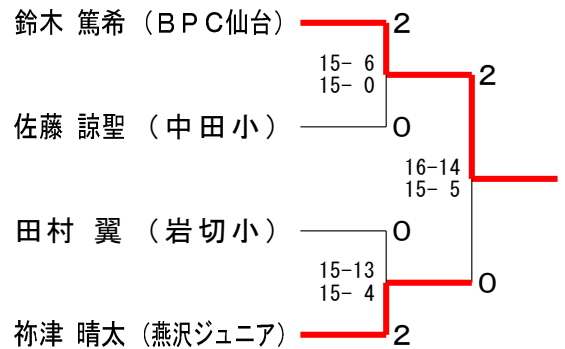 鈴木 篤希 (ＢＰＣ仙台) 2
15- 6
15- 0
2
佐藤 諒聖 (中田小) 0
16-14
15- 5
田村 翼 (岩切小) 0
15-13
15- 4
0
祢津 晴太 (燕沢ジュニア) 2